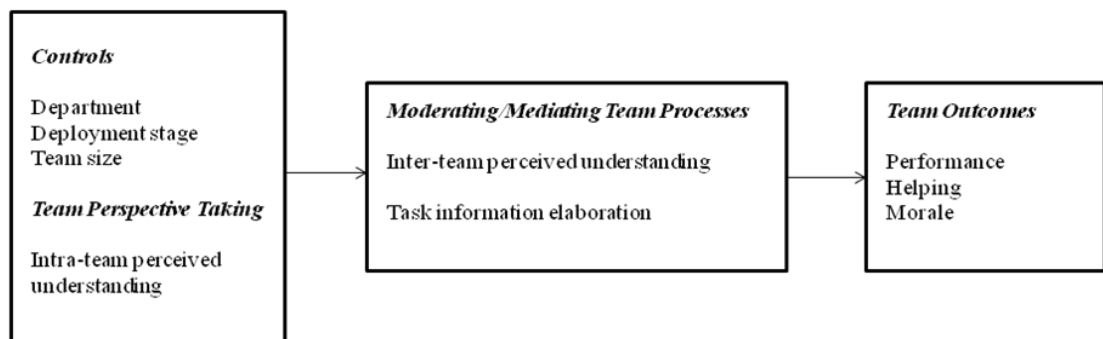 Controls
Department
Deployment stage
Team size
Team Perspective Taking
Intra-team perceived
understanding
Moderating/Mediating Team Processes
Inter-team perceived understanding
Task information elaboration
Team Outcomes
Performance
Helping
Morale